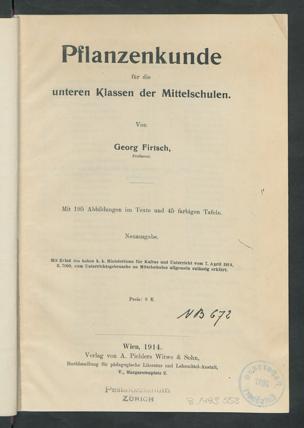 Pflanzenkunde
für die
unteren Klassen der Mittelschulen.
Von
Georg Firtsch,
Professor.
Mit 195 Abbildungen im Texte und 45 farbigen Tafeln.
Neuausgabe.
Mit Erlaß des hohen k. k. Ministeriums für Kultus und Unterricht vom 7. April 1914,
Z. 7000, zum Unterrichtsgebrauche an Mittelschulen allgemein zulässig erklärt.
Preis: 8 K
NB 672
Wien, 1914.
Verlag von A. Pichlers Witwe & Sohn,
Buchhandlung für pädagogische Literatur und Lehrmittel-Anstalt,
V., Margaretenplatz 2.
Pestalozzianum
ZÜRICH